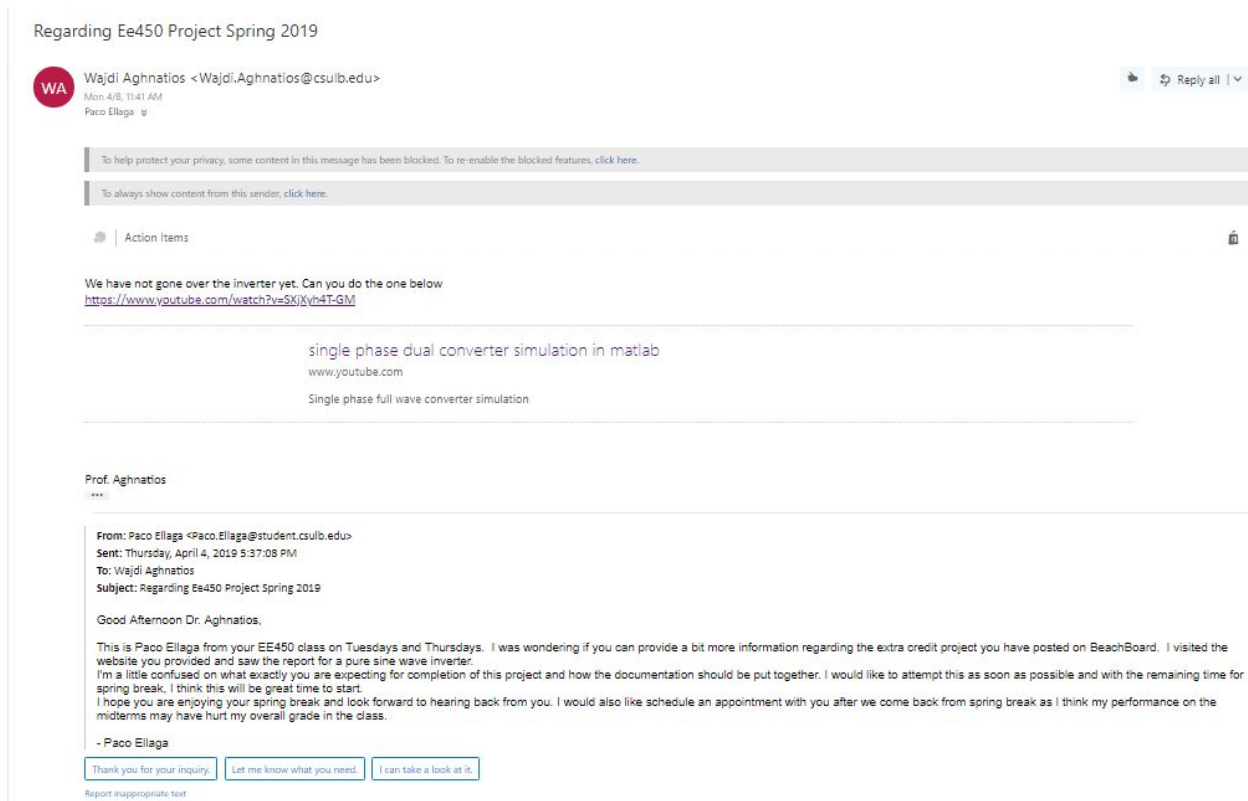 Regarding Ee450 Project Spring 2019
WA
Wajdi Aghnatios <Wajdi.Aghnatios@csulb.edu>
Reply all
Mon 4/8, 11:41 AM
Paco Ellaga
To help protect your privacy, some content in this message has been blocked. To re-enable the blocked features, click here.
To always show content from this sender, click here.
Action Items
We have not gone over the inverter yet. Can you do the one below
https://www.youtube.com/watch?v=SXjXyh4T-GM
single phase dual converter simulation in matlab
www.youtube.com
Single phase full wave converter simulation
Prof. Aghnatios
...
From: Paco Ellaga <Paco.Ellaga@student.csulb.edu>
Sent: Thursday, April 4, 2019 5:37:08 PM
To: Wajdi Aghnatios
Subject: Regarding Ee450 Project Spring 2019
Good Afternoon Dr. Aghnatios,
This is Paco Ellaga from your EE450 class on Tuesdays and Thursdays. I was wondering if you can provide a bit more information regarding the extra credit project you have posted on BeachBoard. I visited the
website you provided and saw the report for a pure sine wave inverter.
I'm a little confused on what exactly you are expecting for completion of this project and how the documentation should be put together. I would like to attempt this as soon as possible and with the remaining time for
spring break, I think this will be great time to start.
I hope you are enjoying your spring break and look forward to hearing back from you. I would also like schedule an appointment with you after we come back from spring break as I think my performance on the
midterms may have hurt my overall grade in the class.
- Paco Ellaga
Thank you for your inquiry. Let me know what you need. I can take a look at it.
Report inappropriate text